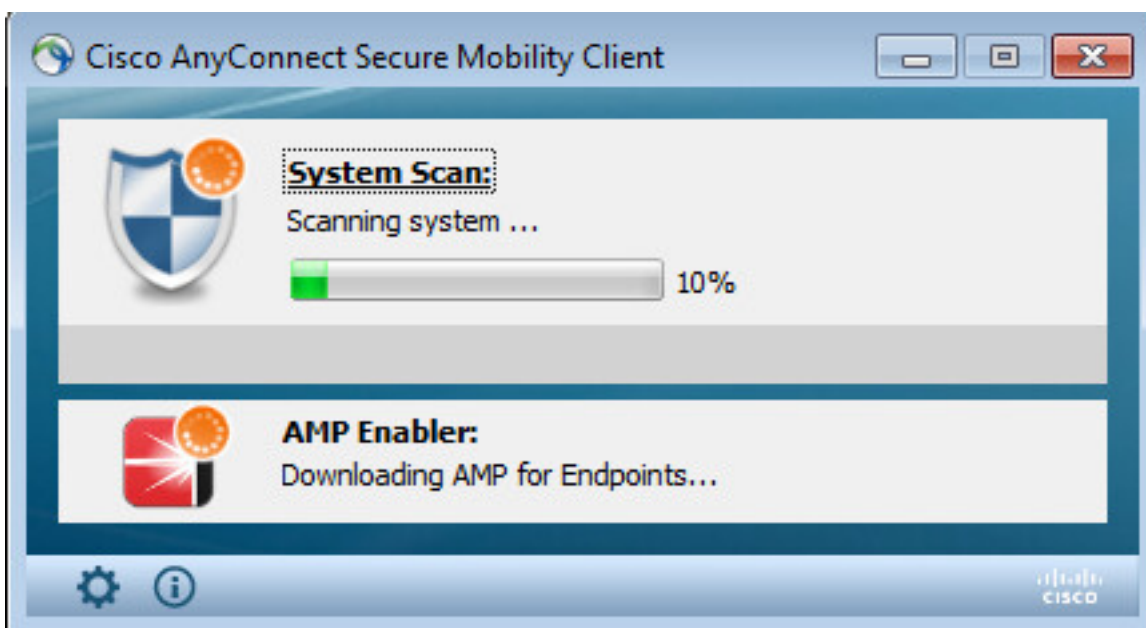 Cisco AnyConnect Secure Mobility Client
System Scan:
Scanning system ...
10%
AMP Enabler:
Downloading AMP for Endpoints...
CISCO